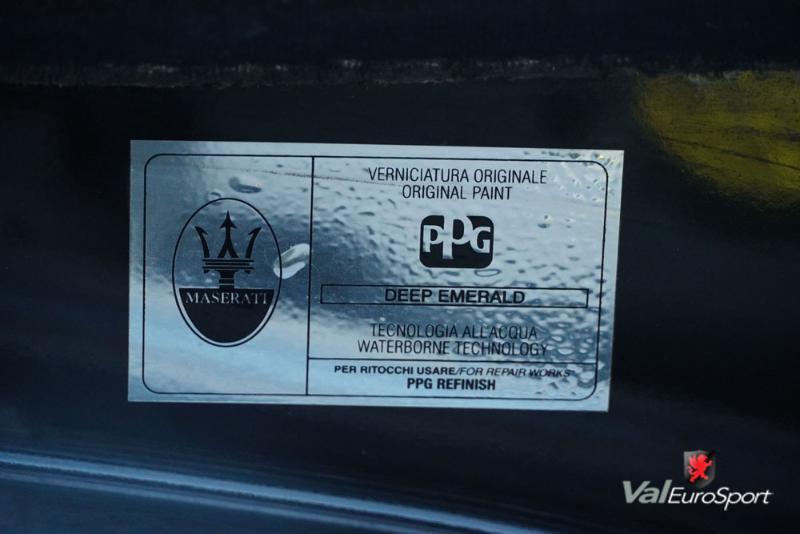 VERNICIATURA ORIGINALE
ORIGINAL PAINT
PPG
MASERATI
DEEP EMERALD
TECNOLOGIA ALL'ACQUA
WATERBORNE TECHNOLOGY
PER RITOCCHI USARE/FOR REPAIR WORKS
PPG REFINISH
ValEuroSport